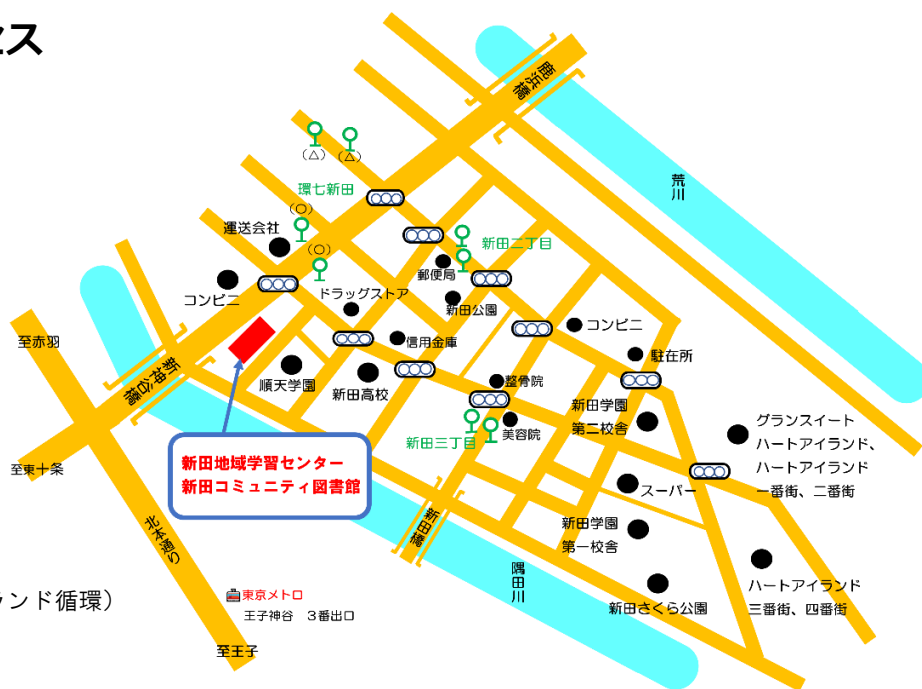 セス
鹿浜橋
荒川
(△)
(△)
環七新田
(○)
運送会社
(○)
新田二丁目
郵便局
コンビニ
ドラッグストア
新田公園
コンビニ
信用金庫
駐在所
至赤羽
新神谷橋
順天学園
新田高校
整骨院
新田学園
第二校舎
グランスイート
ハートアイランド、
ハートアイランド
一番街、二番街
新田三丁目
美容院
新田地域学習センター
新田コミュニティ図書館
至東十条
スーパー
北本通り
新田橋
新田学園
第一校舎
隅田川
ハートアイランド
三番街、四番街
新田さくら公園
ランド循環）
東京メトロ
王子神谷 3番出口
至王子